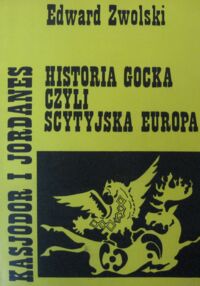 Edward Zwolski
HISTORIA GOCKA
CZYLI
SCYTYJSKA EUROPA
KASJODOR I JORDANES